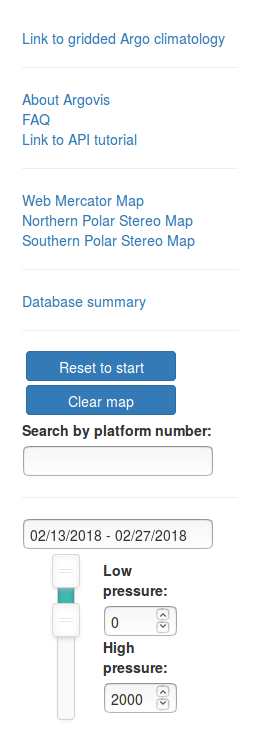 Link to gridded Argo climatology
About Argovis
FAQ
Link to API tutorial
Web Mercator Map
Northern Polar Stereo Map
Southern Polar Stereo Map
Database summary
Reset to start
Clear map
Search by platform number:
02/13/2018 - 02/27/2018
Low
pressure:
0
High
pressure:
2000